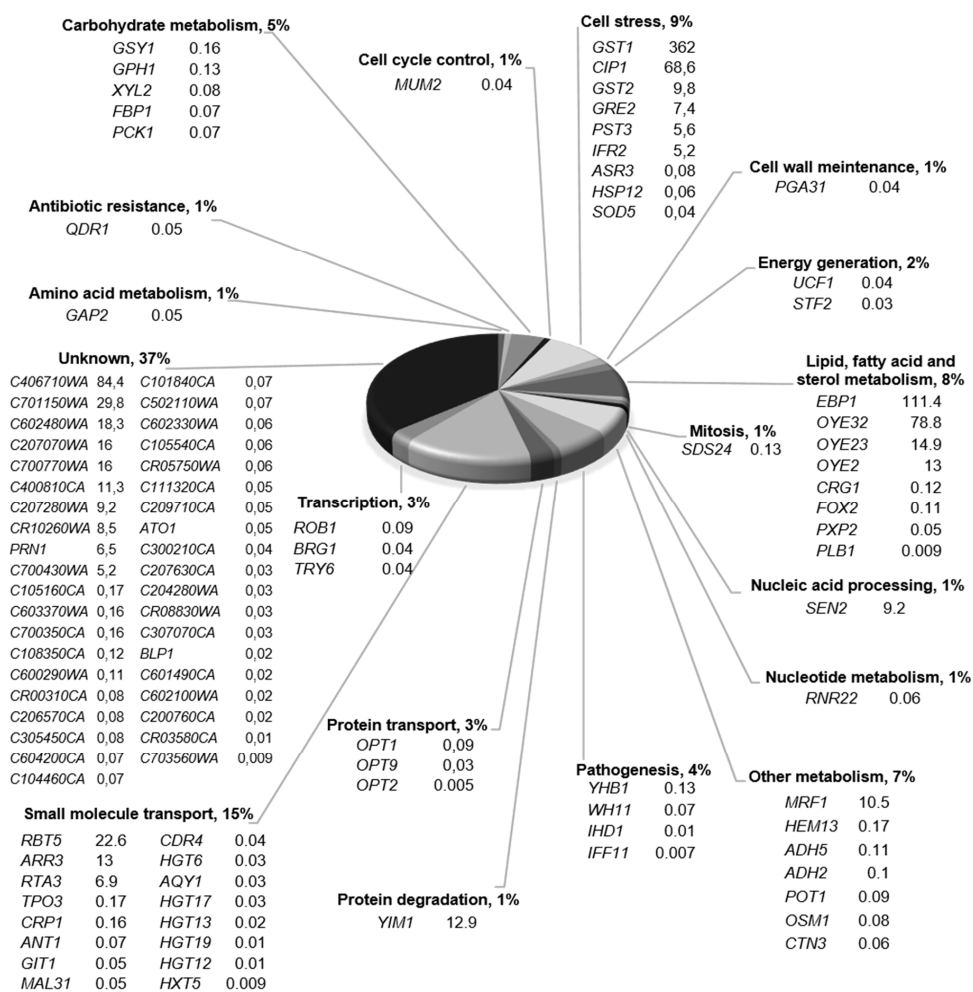 Carbohydrate metabolism, 5%
GSY1 0.16
GPH1 0.13
XYL2 0.08
FBP1 0.07
PCK1 0.07
Cell cycle control, 1%
MUM2 0.04
Cell stress, 9%
GST1 362
CIP1 68,6
GST2 9,8
GRE2 7,4
PST3 5,6
IFR2 5,2
ASR3 0,08
HSP12 0,06
SOD5 0,04
Cell wall meintenance, 1%
PGA31 0.04
Antibiotic resistance, 1%
QDR1 0.05
Energy generation, 2%
UCF1 0.04
STF2 0.03
Amino acid metabolism, 1%
GAP2 0.05
Unknown, 37%
C406710WA 84,4 C101840CA 0,07
C701150WA 29,8 C502110WA 0,07
C602480WA 18,3 C602330WA 0,06
C207070WA 16 C105540CA 0,06
C700770WA 16 CR05750WA 0,06
C400810CA 11,3 C111320CA 0,05
C207280WA 9,2 C209710CA 0,05
CR10260WA 8,5 ATO1 0,05
PRN1 6,5 C300210CA 0,04
C700430WA 5,2 C207630CA 0,03
C105160CA 0,17 C204280WA 0,03
C603370WA 0,16 CR08830WA 0,03
C700350CA 0,16 C307070CA 0,03
C108350CA 0,12 BLP1 0,02
C600290WA 0,11 C601490CA 0,02
CR00310CA 0,08 C602100WA 0,02
C206570CA 0,08 C200760CA 0,02
C305450CA 0,08 CR03580CA 0,01
C604200CA 0,07 C703560WA 0,009
C104460CA 0,07
Lipid, fatty acid and
sterol metabolism, 8%
EBP1 111.4
OYE32 78.8
OYE23 14.9
OYE2 13
CRG1 0.12
FOX2 0.11
PXP2 0.05
PLB1 0.009
Mitosis, 1%
SDS24 0.13
Transcription, 3%
ROB1 0.09
BRG1 0.04
TRY6 0.04
Nucleic acid processing, 1%
SEN2 9.2
Nucleotide metabolism, 1%
RNR22 0.06
Protein transport, 3%
OPT1 0,09
OPT9 0,03
OPT2 0.005
Pathogenesis, 4%
YHB1 0.13
WH11 0.07
IHD1 0.01
IFF11 0.007
Other metabolism, 7%
MRF1 10.5
HEM13 0.17
ADH5 0.11
ADH2 0.1
POT1 0.09
OSM1 0.08
CTN3 0.06
Small molecule transport, 15%
RBT5 22.6 CDR4 0.04
ARR3 13 HGT6 0.03
RTA3 6.9 AQY1 0.03
TPO3 0.17 HGT17 0.03
CRP1 0.16 HGT13 0.02
ANT1 0.07 HGT19 0.01
GIT1 0.05 HGT12 0.01
MAL31 0.05 HXT5 0.009
Protein degradation, 1%
YIM1 12.9